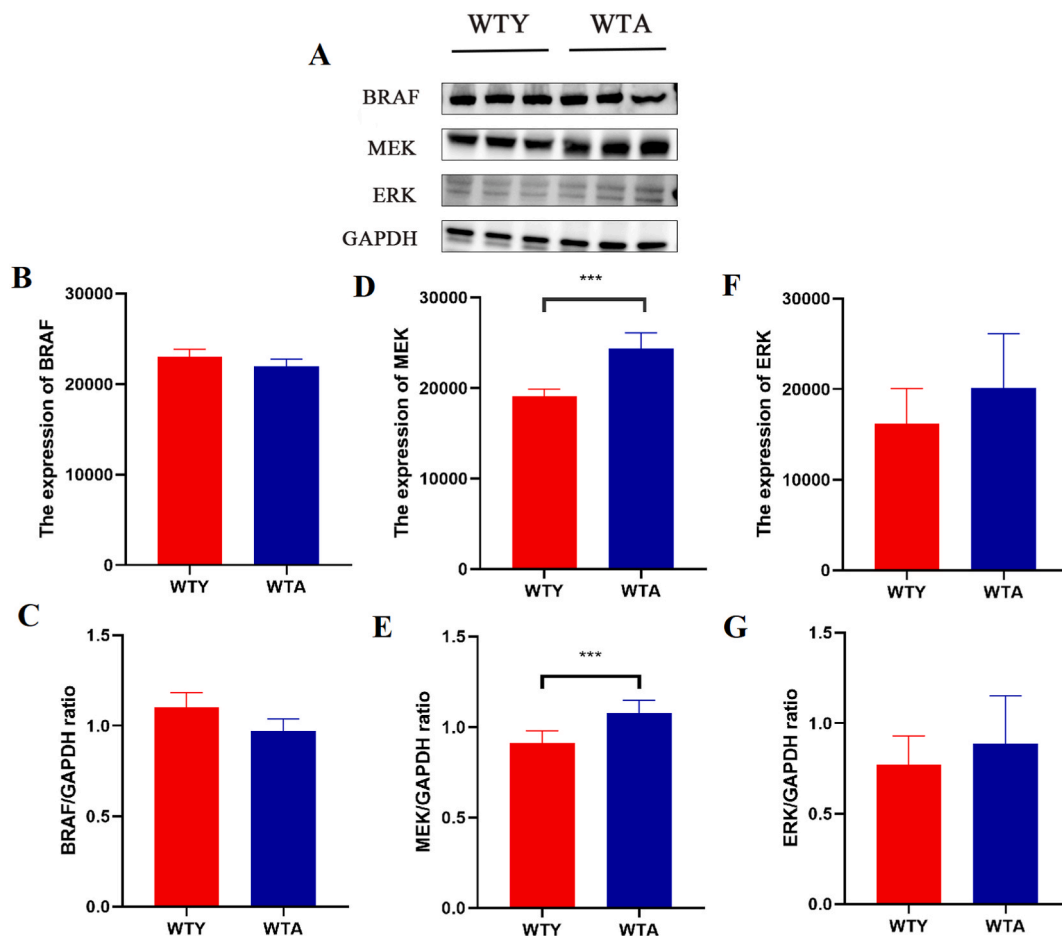 WTY WTA
A
BRAF
MEK
ERK
GAPDH
B
The expression of BRAF
30000
20000
10000
0
WTY WTA
D
***
The expression of MEK
30000
20000
10000
0
WTY WTA
F
The expression of ERK
30000
20000
10000
0
WTY WTA
C
BRAF/GAPDH ratio
1.5
1.0
0.5
0.0
WTY WTA
E
***
MEK/GAPDH ratio
1.5
1.0
0.5
0.0
WTY WTA
G
ERK/GAPDH ratio
1.5
1.0
0.5
0.0
WTY WTA